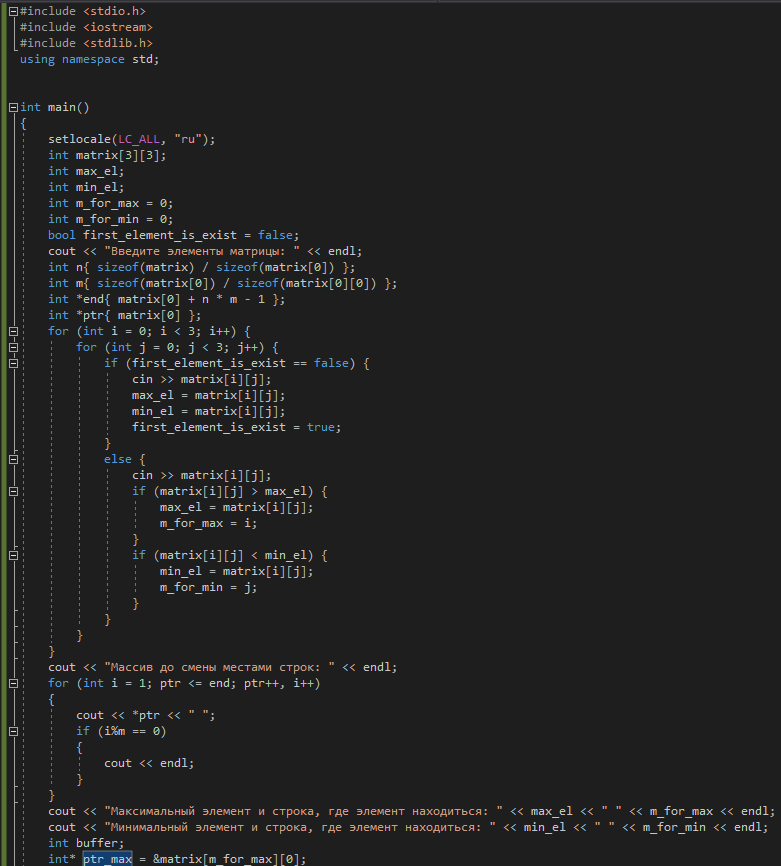 #include <stdio.h>
#include <iostream>
#include <stdlib.h>
using namespace std;
int main()
{
setlocale(LC_ALL, "ru");
int matrix[3][3];
int max_el;
int min_el;
int m_for_max = 0;
int m_for_min = 0;
bool first_element_is_exist = false;
cout << "Введите элементы матрицы: " << endl;
int n{ sizeof(matrix) / sizeof(matrix[0]) };
int m{ sizeof(matrix[0]) / sizeof(matrix[0][0]) };
int *end{ matrix[0] + n * m - 1 };
int *ptr{ matrix[0] };
for (int i = 0; i < 3; i++) {
for (int j = 0; j < 3; j++) {
if (first_element_is_exist == false) {
cin >> matrix[i][j];
max_el = matrix[i][j];
min_el = matrix[i][j];
first_element_is_exist = true;
}
else {
cin >> matrix[i][j];
if (matrix[i][j] > max_el) {
max_el = matrix[i][j];
m_for_max = i;
}
if (matrix[i][j] < min_el) {
min_el = matrix[i][j];
m_for_min = j;
}
}
}
}
cout << "Массив до смены местами строк: " << endl;
for (int i = 1; ptr <= end; ptr++, i++)
{
cout << *ptr << " ";
if (i%m == 0)
{
cout << endl;
}
}
cout << "Максимальный элемент и строка, где элемент находиться: " << max_el << " " << m_for_max << endl;
cout << "Минимальный элемент и строка, где элемент находиться: " << min_el << " " << m_for_min << endl;
int buffer;
int* ptr_max = &matrix[m_for_max][0];